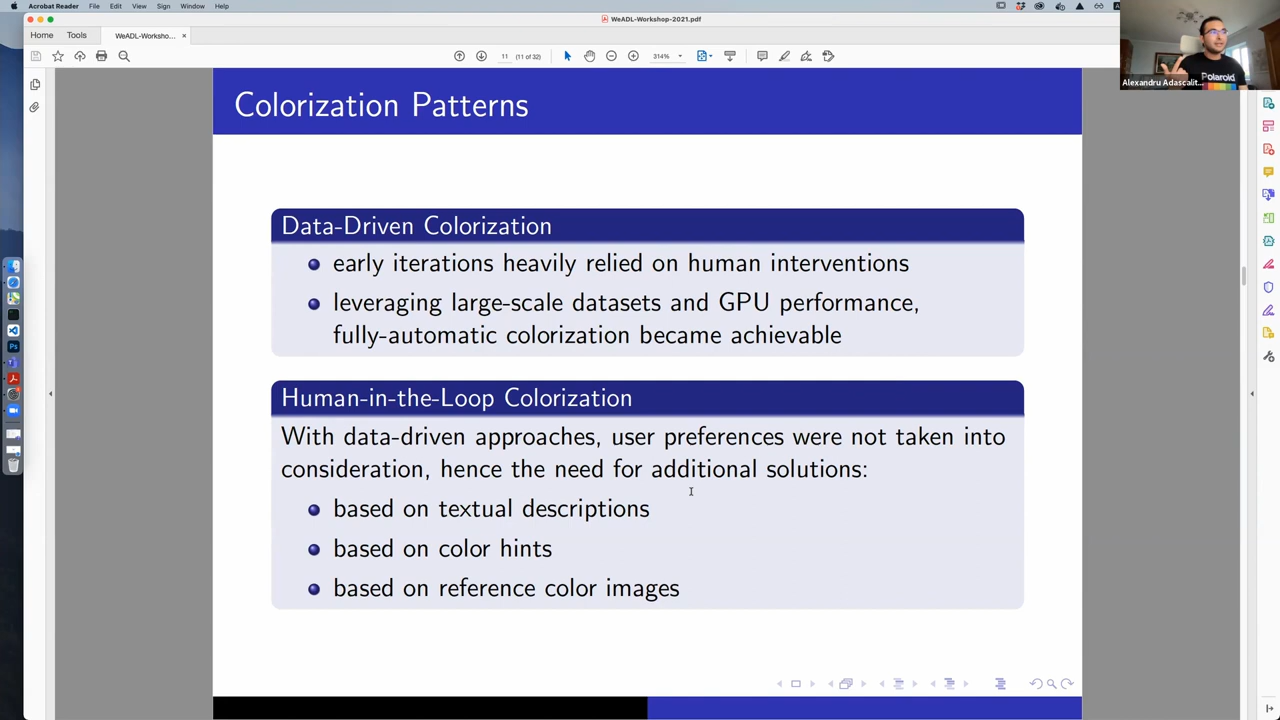 Acrobat Reader File Edit View Sign Window Help
WeADL-Workshop-2021.pdf
Home Tools WeADL-Worksho... ×
11 (11 of 32) 314%
Polaroid
Alexandru Adascalit...
Colorization Patterns
Data-Driven Colorization
early iterations heavily relied on human interventions
leveraging large-scale datasets and GPU performance,
fully-automatic colorization became achievable
Human-in-the-Loop Colorization
With data-driven approaches, user preferences were not taken into
consideration, hence the need for additional solutions:
based on textual descriptions
based on color hints
based on reference color images
Ps